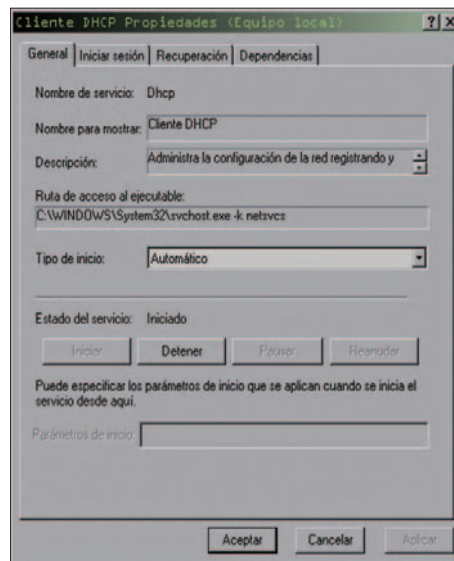 Cliente DHCP Propiedades (Equipo local)
General
Iniciar sesión
Recuperación
Dependencias
Nombre de servicio: Dhcp
Nombre para mostrar: Cliente DHCP
Descripción: Administra la configuración de la red registrando y
Ruta de acceso al ejecutable:
C:\WINDOWS\System32\svchost.exe -k netsvcs
Tipo de inicio: Automático
Estado del servicio: Iniciado
Iniciar
Detener
Pausar
Reanudar
Puede especificar los parámetros de inicio que se aplican cuando se inicia el
servicio desde aquí.
Parámetros de inicio:
Aceptar
Cancelar
Aplicar